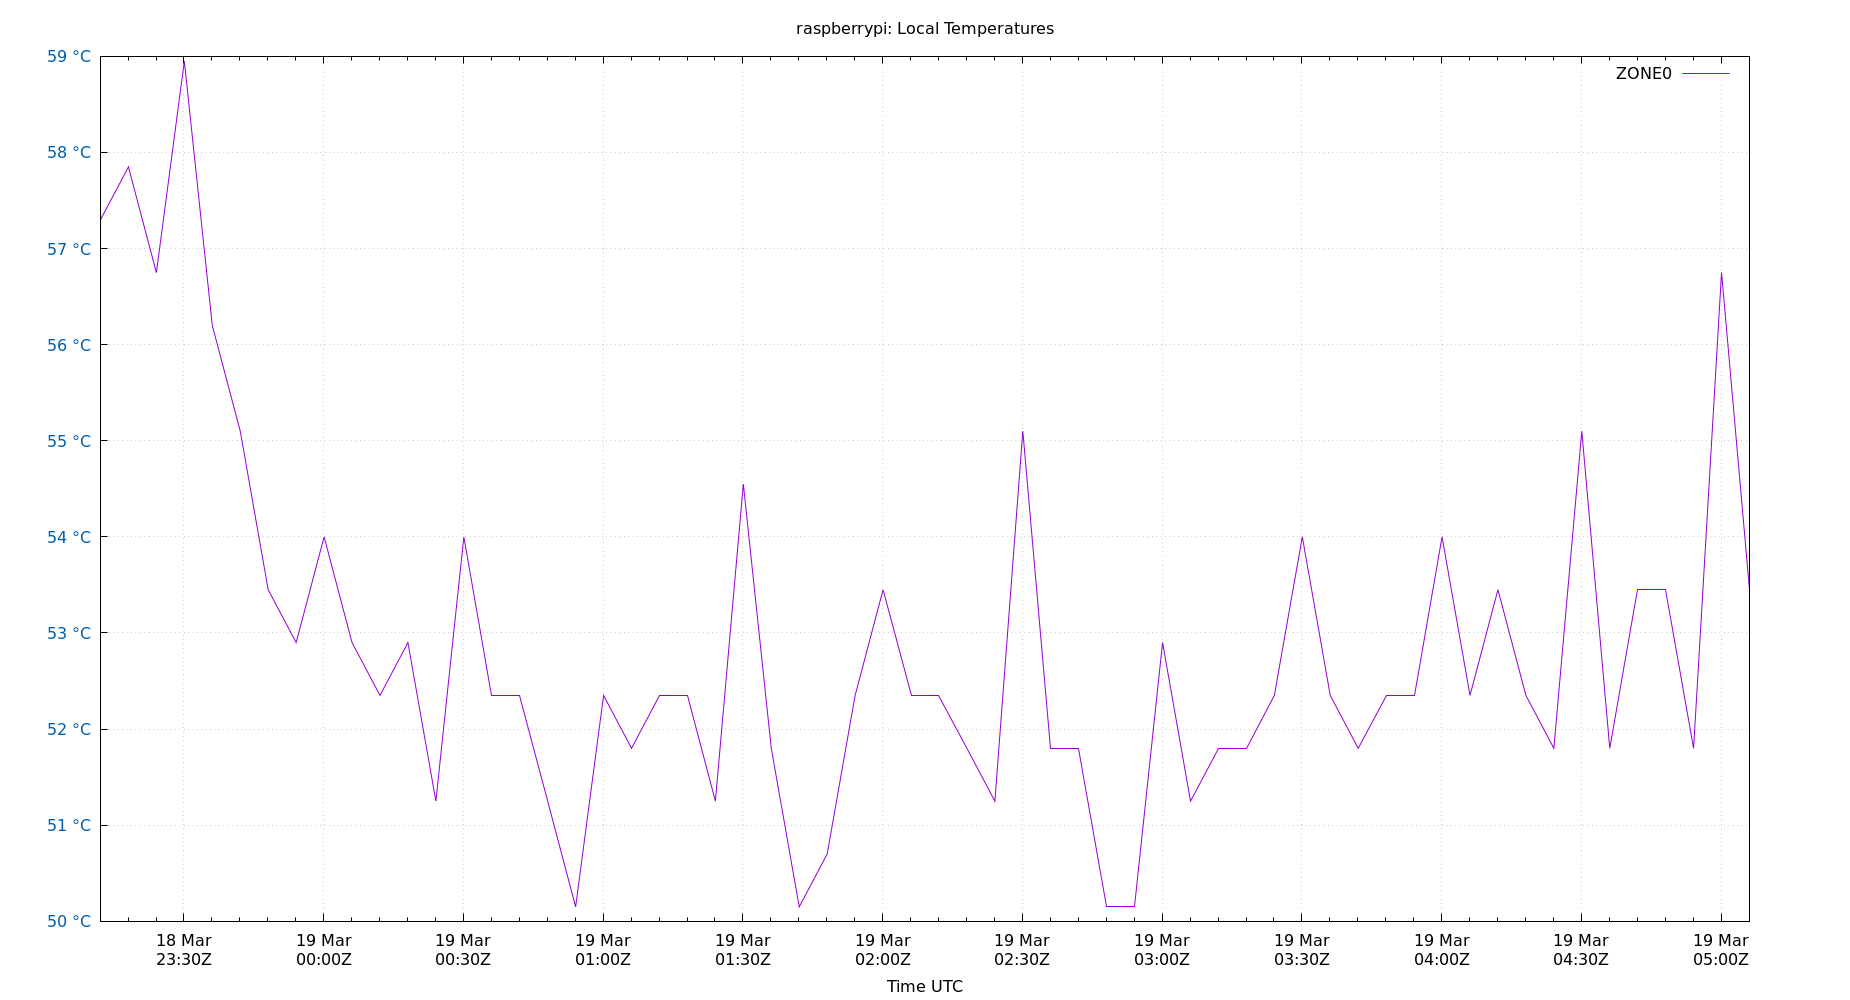 raspberrypi: Local Temperatures
59 °C
ZONE0
58 °C
57 °C
56 °C
55 °C
54 °C
53 °C
52 °C
51 °C
50 °C
18 Mar 19 Mar 19 Mar 19 Mar 19 Mar 19 Mar 19 Mar 19 Mar 19 Mar 19 Mar 19 Mar 19 Mar
23:30Z 00:00Z 00:30Z 01:00Z 01:30Z 02:00Z 02:30Z 03:00Z 03:30Z 04:00Z 04:30Z 05:00Z
Time UTC